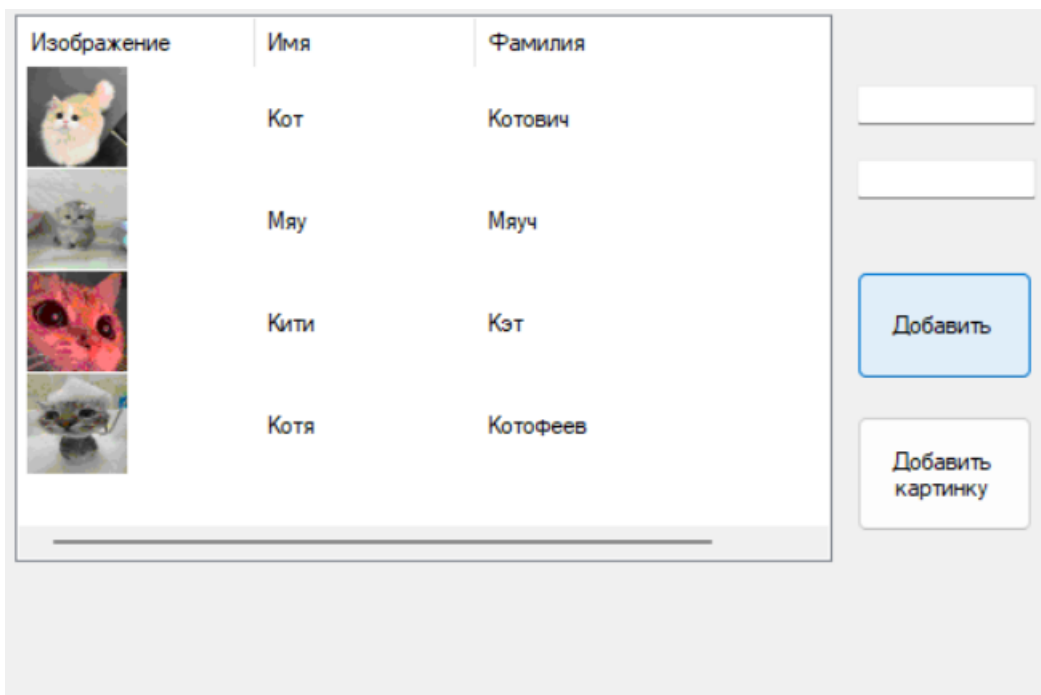 Изображение Имя Фамилия
Кот Котович
Мяу Мяуч
Кити Кэт
Котя Котофеев
Добавить
Добавить
картинку